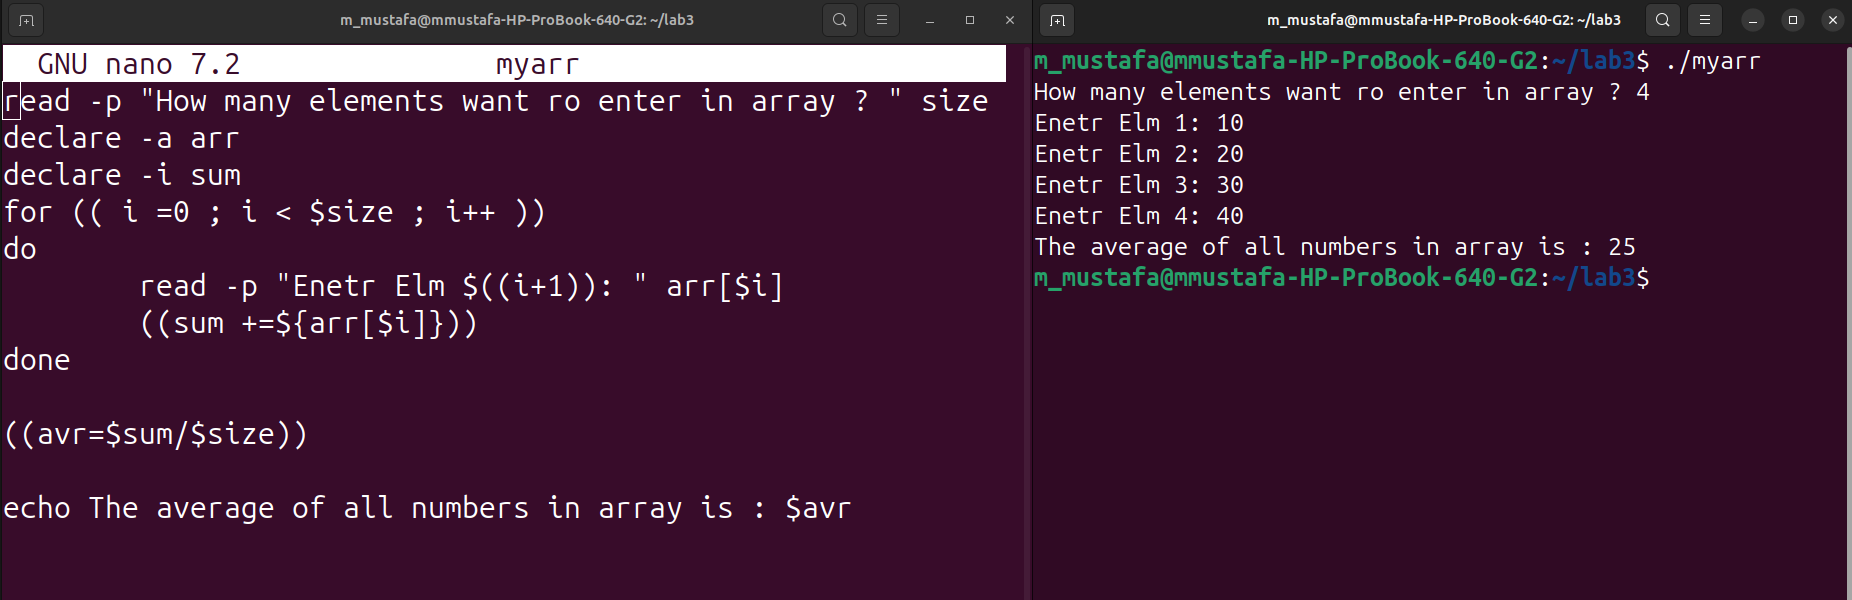 m_mustafa@mmustafa-HP-ProBook-640-G2: ~/lab3
GNU nano 7.2 myarr
read -p "How many elements want ro enter in array ? " size
declare -a arr
declare -i sum
for (( i =0 ; i < $size ; i++ ))
do
read -p "Enetr Elm $((i+1)): " arr[$i]
((sum +=${arr[$i]}))
done
((avr=$sum/$size))
echo The average of all numbers in array is : $avr
m_mustafa@mmustafa-HP-ProBook-640-G2: ~/lab3
m_mustafa@mmustafa-HP-ProBook-640-G2:~/lab3$ ./myarr
How many elements want ro enter in array ? 4
Enetr Elm 1: 10
Enetr Elm 2: 20
Enetr Elm 3: 30
Enetr Elm 4: 40
The average of all numbers in array is : 25
m_mustafa@mmustafa-HP-ProBook-640-G2:~/lab3$